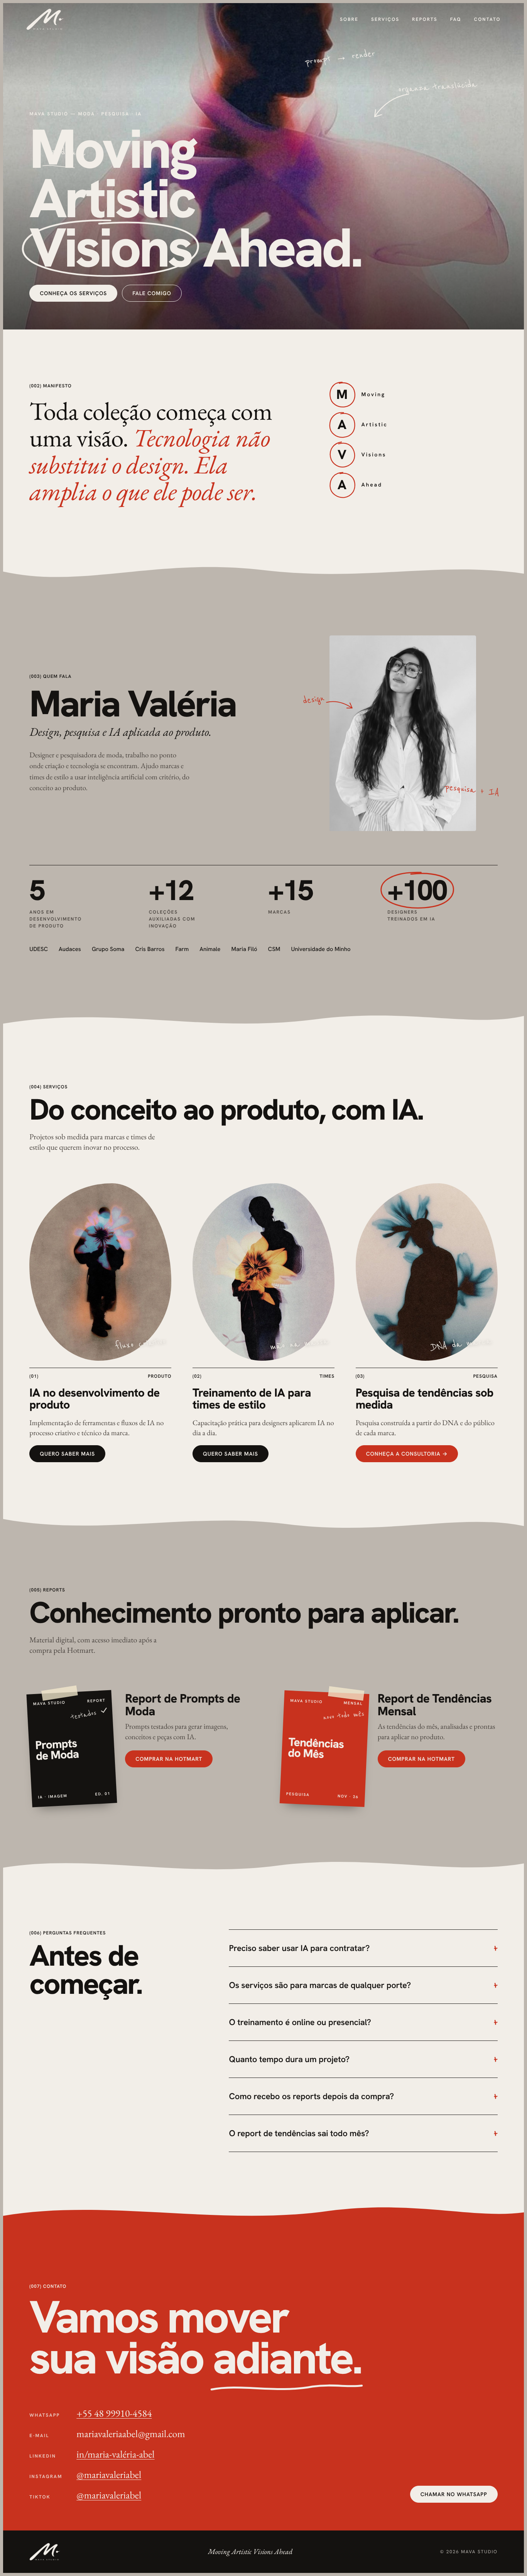 SOBRE SERVIÇOS REPORTS FAQ CONTATO
prompt → render
organza translúcida
MAVA STUDIO — MODA · PESQUISA · IA
Moving
Artistic
Visions Ahead.
CONHEÇA OS SERVIÇOS
FALE COMIGO
(002) MANIFESTO
Toda coleção começa com
uma visão. Tecnologia não
substitui o design. Ela
amplia o que ele pode ser.
M Moving
A Artistic
V Visions
A Ahead
(003) QUEM FALA
Maria Valéria
Design, pesquisa e IA aplicada ao produto.
Designer e pesquisadora de moda, trabalho no ponto
onde criação e tecnologia se encontram. Ajudo marcas e
times de estilo a usar inteligência artificial com critério, do
conceito ao produto.
design
pesquisa + IA
5
ANOS EM
DESENVOLVIMENTO
DE PRODUTO
+12
COLEÇÕES
AUXILIADAS COM
INOVAÇÃO
+15
MARCAS
+100
DESIGNERS
TREINADOS EM IA
UDESC Audaces Grupo Soma Cris Barros Farm Animale Maria Filó CSM Universidade do Minho
(004) SERVIÇOS
Do conceito ao produto, com IA.
Projetos sob medida para marcas e times de
estilo que querem inovar no processo.
(01) PRODUTO
IA no desenvolvimento de
produto
Implementação de ferramentas e fluxos de IA no
processo criativo e técnico da marca.
QUERO SABER MAIS
(02) TIMES
Treinamento de IA para
times de estilo
Capacitação prática para designers aplicarem IA no
dia a dia.
QUERO SABER MAIS
DNA da
(03) PESQUISA
Pesquisa de tendências sob
medida
Pesquisa construída a partir do DNA e do público
de cada marca.
CONHEÇA A CONSULTORIA →
(005) REPORTS
Conhecimento pronto para aplicar.
Material digital, com acesso imediato após a
compra pela Hotmart.
MAVA STUDIO REPORT
testados ✓
Prompts
de Moda
IA · IMAGEM ED. 01
Report de Prompts de
Moda
Prompts testados para gerar imagens,
conceitos e peças com IA.
COMPRAR NA HOTMART
MAVA STUDIO MENSAL
novo todo mês
Tendências
do Mês
PESQUISA NOV · 26
Report de Tendências
Mensal
As tendências do mês, analisadas e prontas
para aplicar no produto.
COMPRAR NA HOTMART
(006) PERGUNTAS FREQUENTES
Antes de
começar.
Preciso saber usar IA para contratar? +
Os serviços são para marcas de qualquer porte? +
O treinamento é online ou presencial? +
Quanto tempo dura um projeto? +
Como recebo os reports depois da compra? +
O report de tendências sai todo mês? +
(007) CONTATO
Vamos mover
sua visão adiante.
WHATSAPP +55 48 99910-4584
E-MAIL mariavaleriaabel@gmail.com
LINKEDIN in/maria-valéria-abel
INSTAGRAM @mariavaleriabel
TIKTOK @mariavaleriabel
CHAMAR NO WHATSAPP
Moving Artistic Visions Ahead
© 2026 MAVA STUDIO